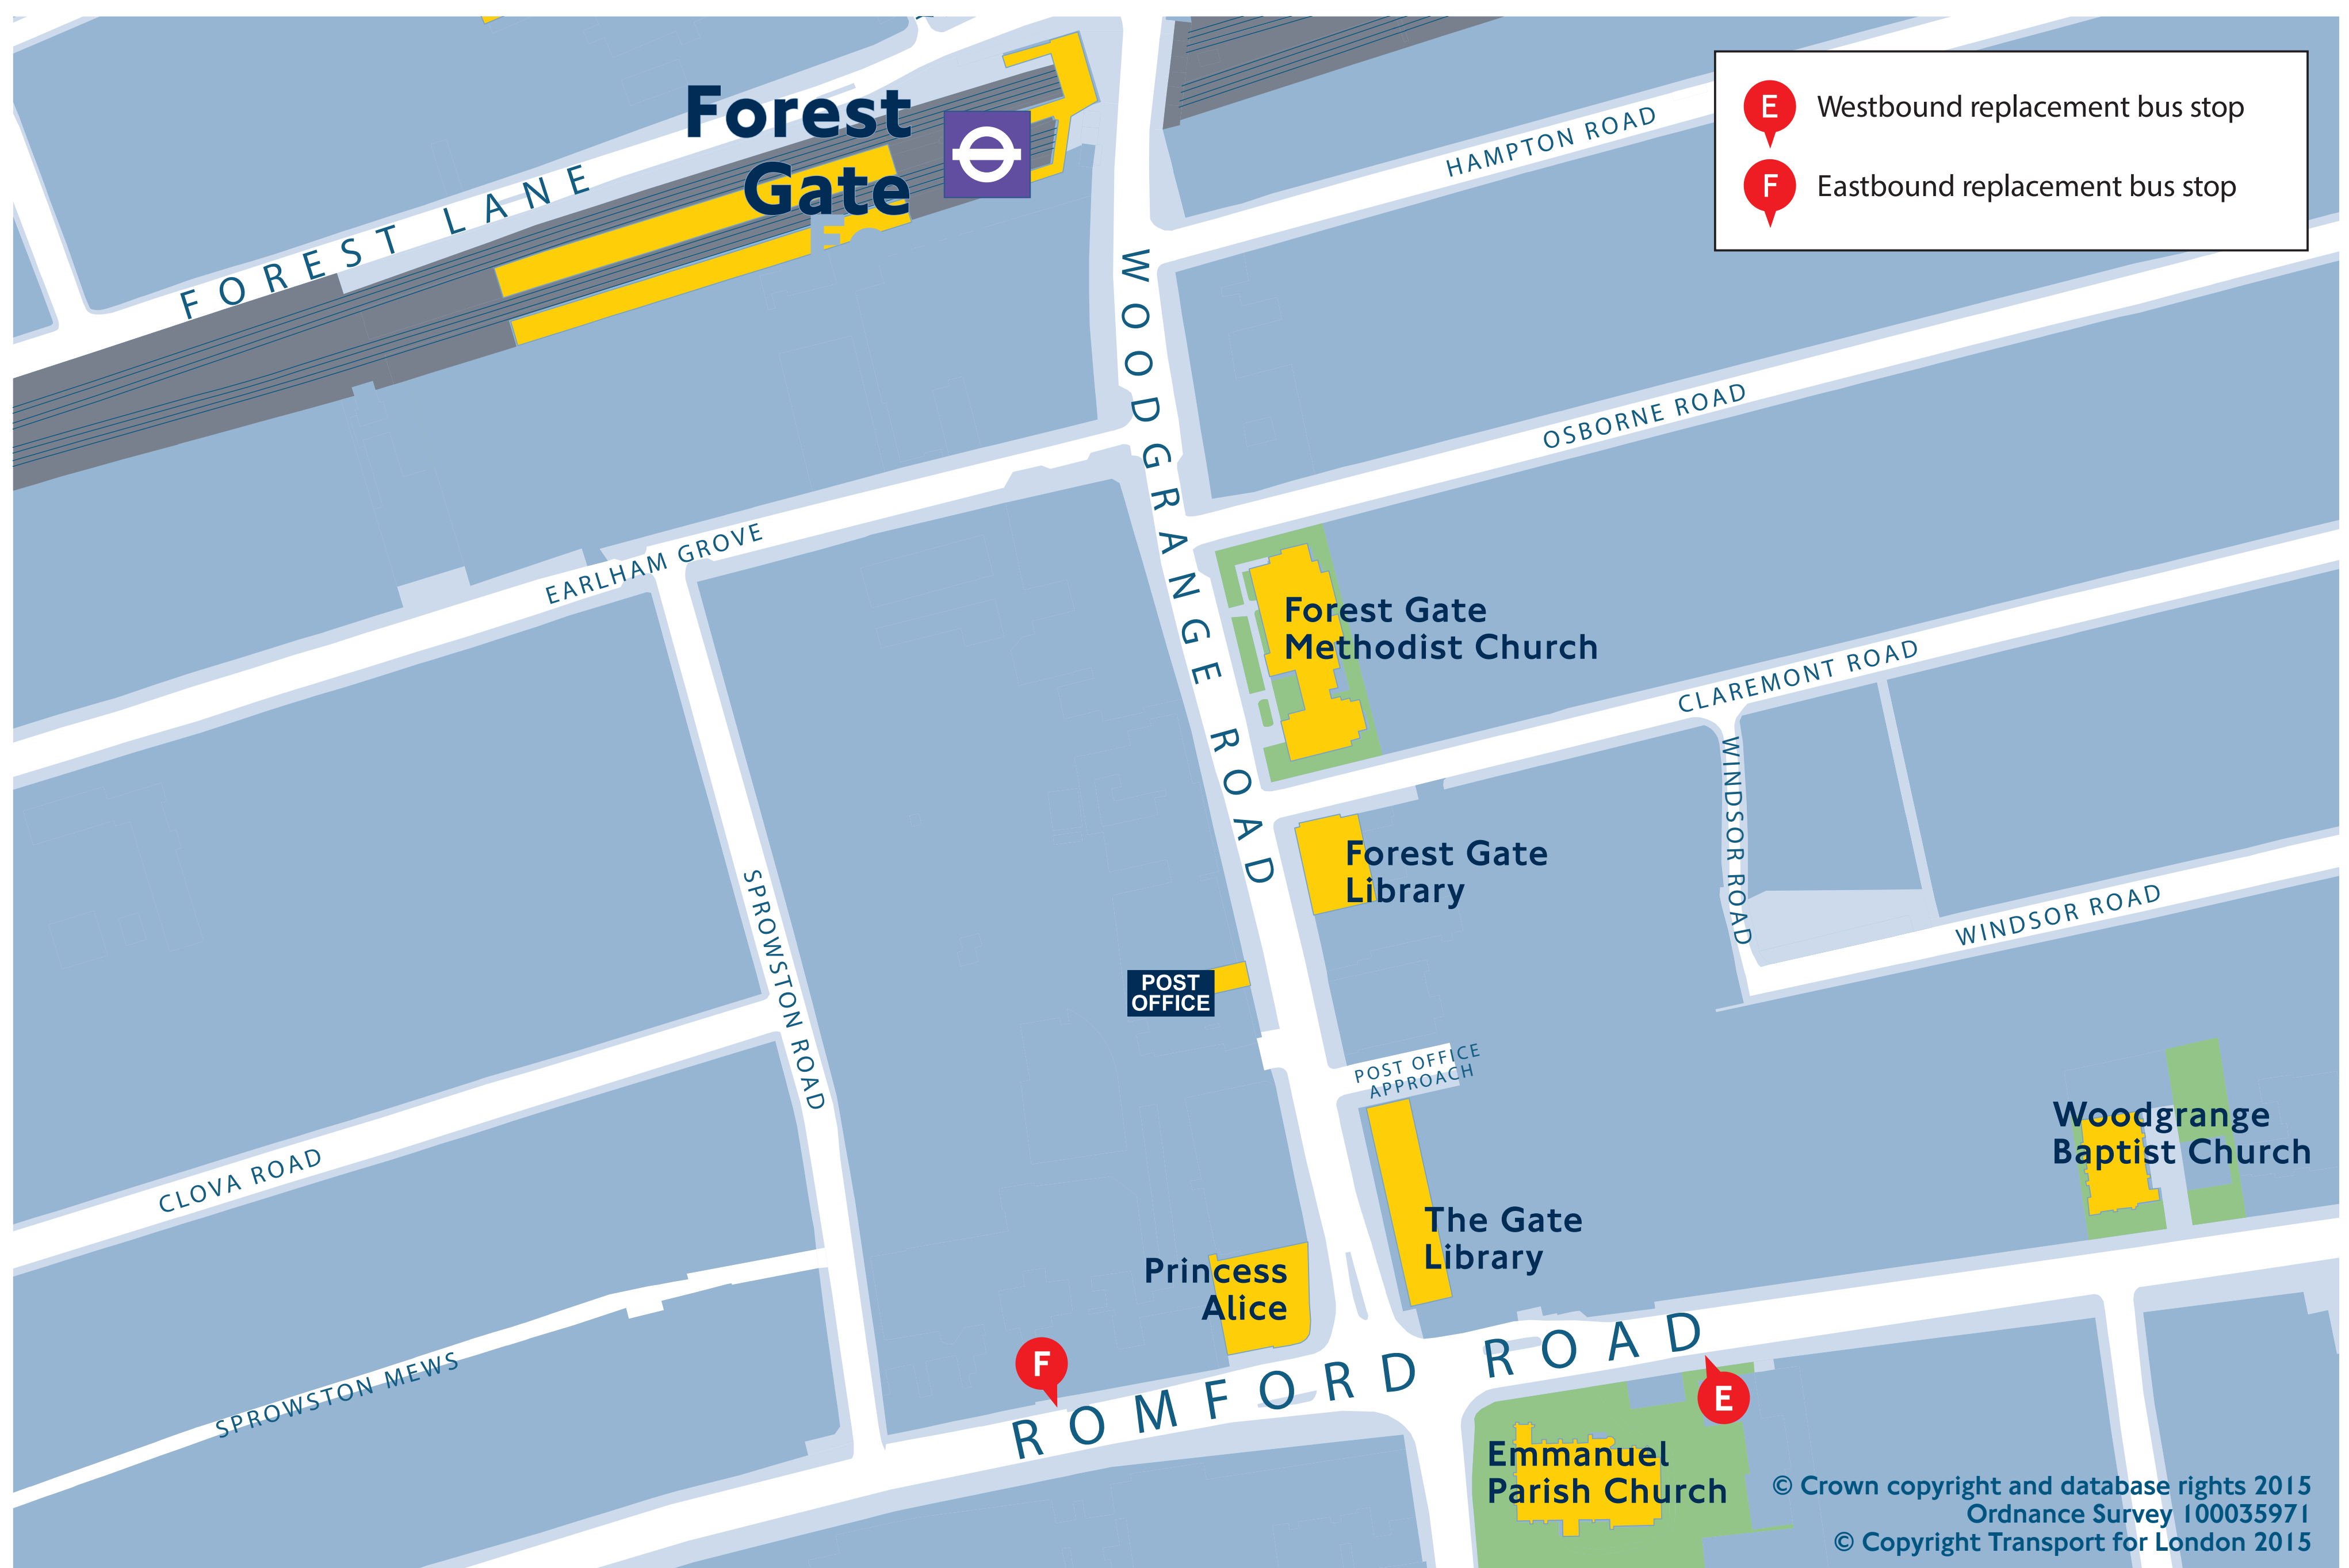 Forest
Gate
E
Westbound replacement bus stop
F
Eastbound replacement bus stop
HAMPTON ROAD
FOREST LANE
WOODGRANGE ROAD
OSBORNE ROAD
EARLHAM GROVE
Forest Gate
Methodist Church
CLAREMONT ROAD
WINDSOR ROAD
Forest Gate
Library
SPROWSTON ROAD
WINDSOR ROAD
POST
OFFICE
POST OFFICE
APPROACH
Woodgrange
Baptist Church
CLOVA ROAD
The Gate
Library
Princess
Alice
SPROWSTON MEWS
F
ROMFORD ROAD
E
Emmanuel
Parish Church
© Crown copyright and database rights 2015
Ordnance Survey 100035971
© Copyright Transport for London 2015